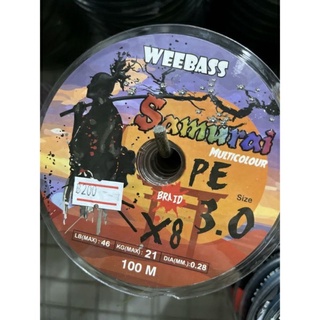 WEEBASS
Samurai
MULTICOLOUR
PE
Size
BRAID
X8
3.0
฿200
LB(MAX): 46 KG(MAX): 21 DIA(MM.):0.28
100 M